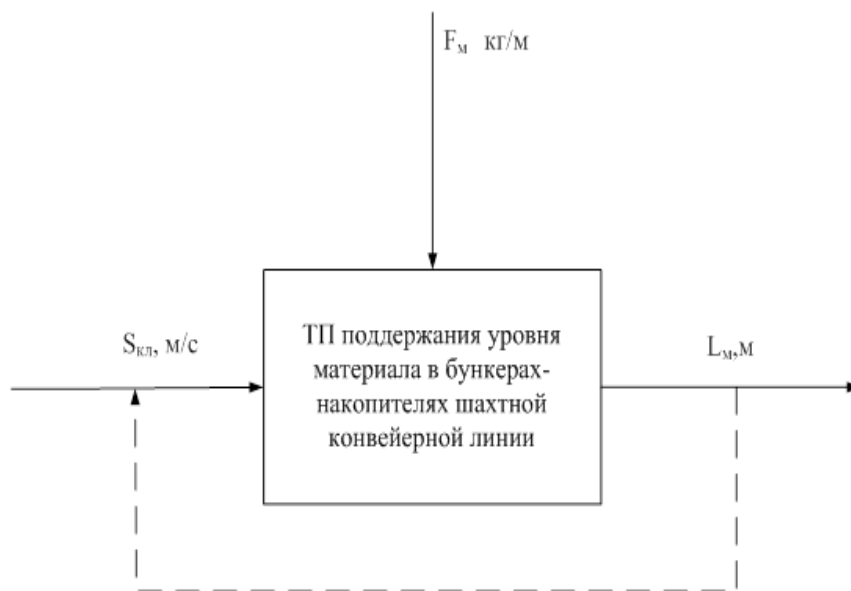 Fм кг/м
Sкл, м/с
ТП поддержания уровня
материала в бункерах-
накопителях шахтной
конвейерной линии
Lм,м